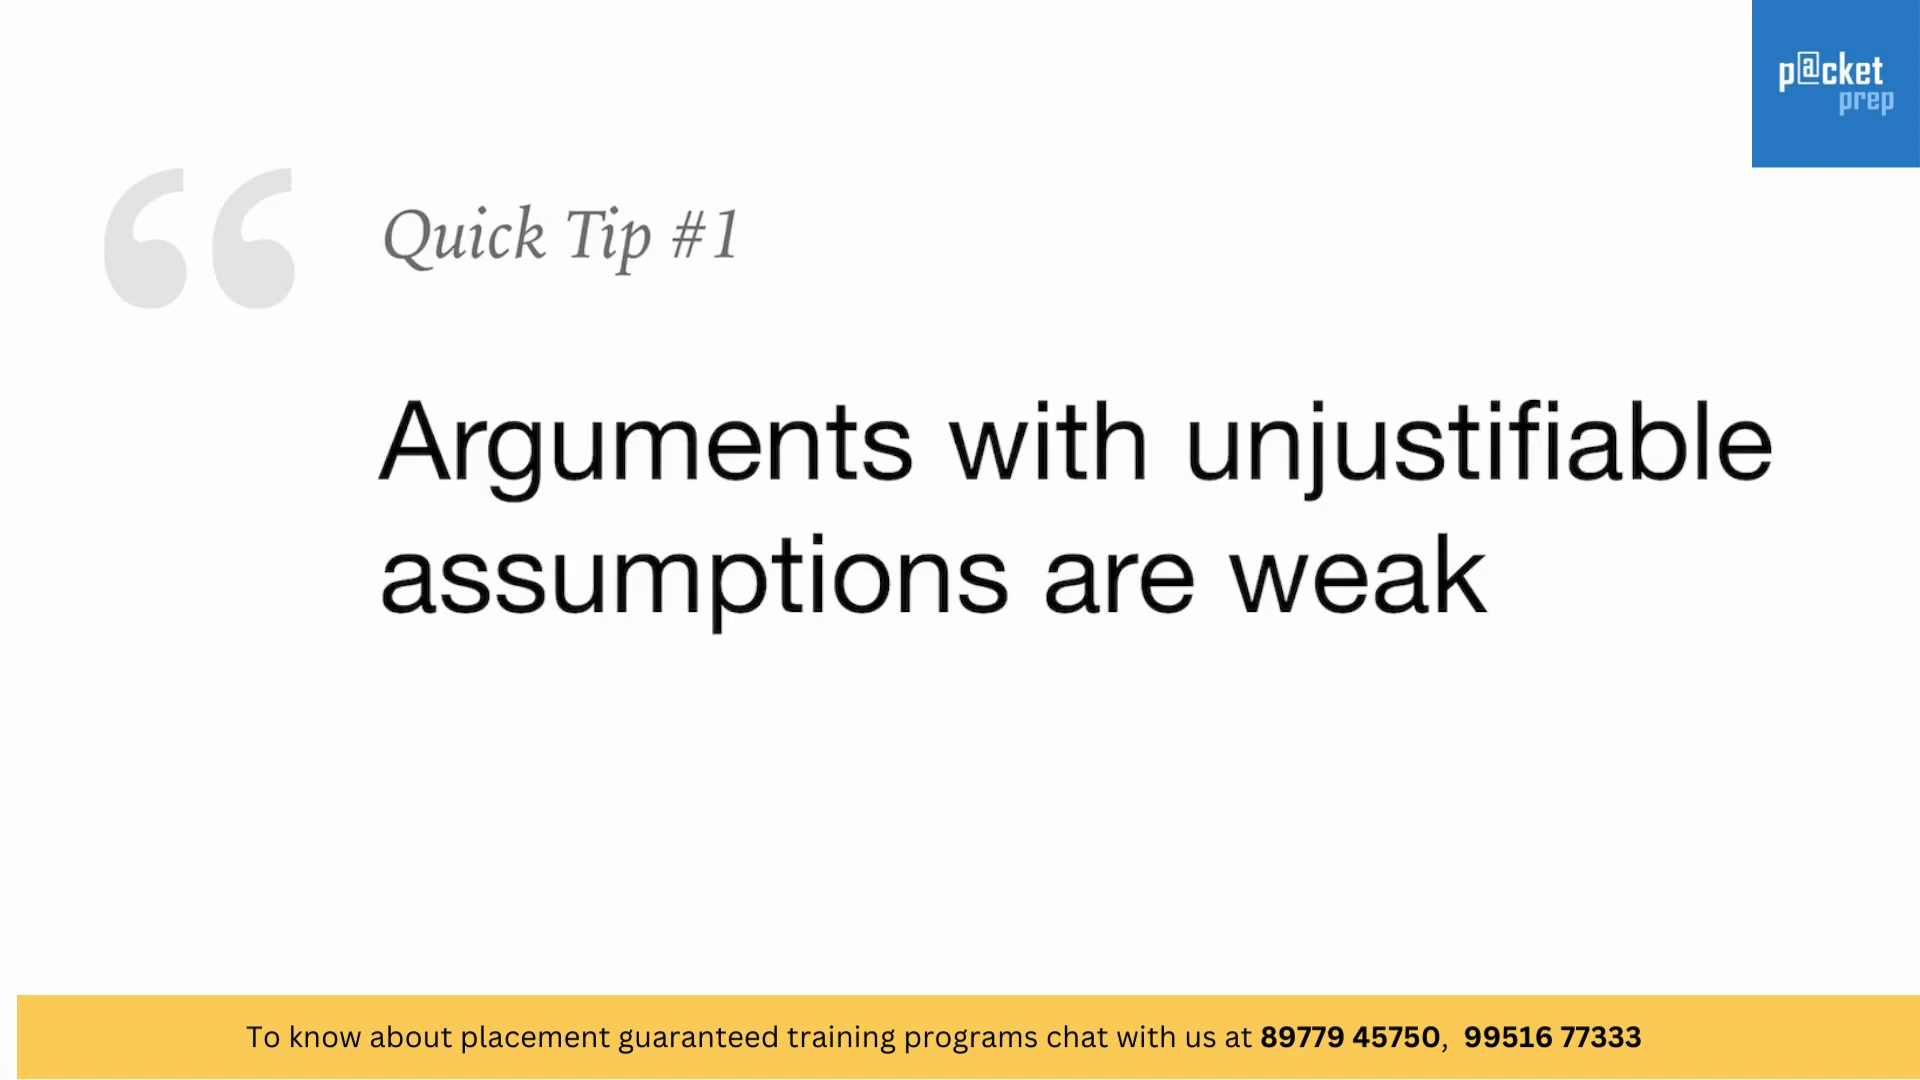 p@cket
prep
“ Quick Tip #1
Arguments with unjustifiable
assumptions are weak
To know about placement guaranteed training programs chat with us at 89779 45750, 99516 77333